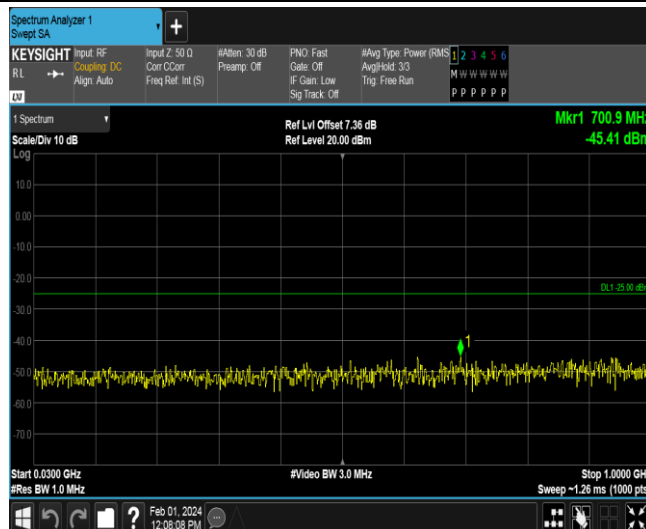 Spectrum Analyzer 1
Swept SA
+
KEYSIGHT
RL
LXI
Input: RF
Coupling: DC
Align: Auto
Input Z: 50 Ω
Corr CCorr
Freq Ref: Int (S)
#Atten: 30 dB
Preamp: Off
PNO: Fast
Gate: Off
IF Gain: Low
Sig Track: Off
#Avg Type: Power (RMS
Avg|Hold: 3/3
Trig: Free Run
1 2 3 4 5 6
M W W W W W
P P P P P P
1 Spectrum
Scale/Div 10 dB
Log
Ref Lvl Offset 7.36 dB
Ref Level 20.00 dBm
Mkr1 700.9 MHz
-45.41 dBm
10.0
0.00
-10.0
-20.0
DL1 -25.00 dBm
-30.0
-40.0
1
-50.0
-60.0
-70.0
Start 0.0300 GHz
#Res BW 1.0 MHz
#Video BW 3.0 MHz
Stop 1.0000 GH
Sweep ~1.26 ms (1000 pts
?
Feb 01, 2024
12:08:08 PM